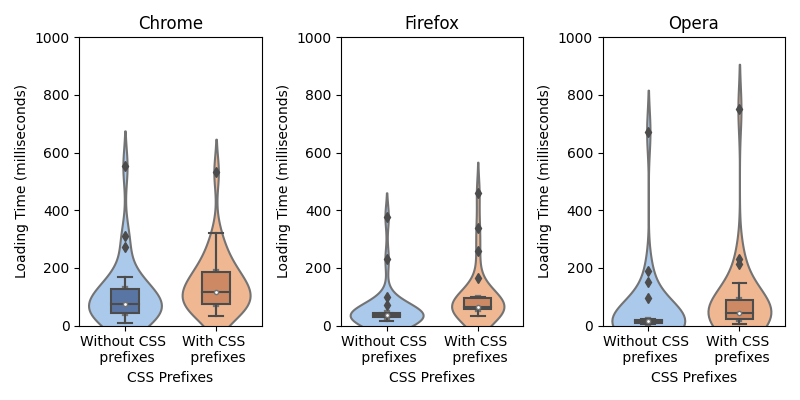 Chrome
Firefox
Opera
1000
800
600
400
200
0
Loading Time (milliseconds)
Without CSS
prefixes
With CSS
prefixes
CSS Prefixes
1000
800
600
400
200
0
Loading Time (milliseconds)
Without CSS
prefixes
With CSS
prefixes
CSS Prefixes
1000
800
600
400
200
0
Loading Time (milliseconds)
Without CSS
prefixes
With CSS
prefixes
CSS Prefixes